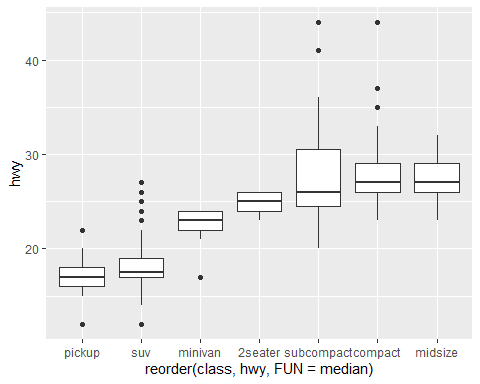 40
30
20
hwy
pickup suv minivan 2seater subcompact compact midsize
reorder(class, hwy, FUN = median)